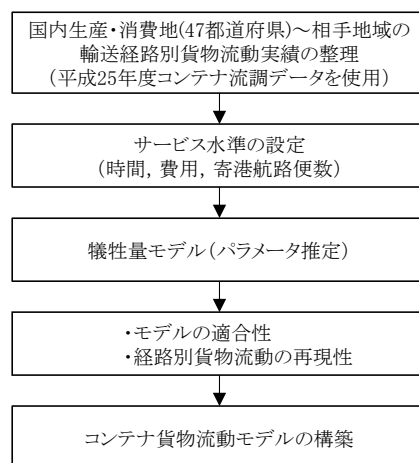 国内生産・消費地(47都道府県)～相手地域の
輸送経路別貨物流動実績の整理
(平成25年度コンテナ流調データを使用)
サービス水準の設定
(時間, 費用, 寄港航路便数)
犠牲量モデル(パラメータ推定)
・モデルの適合性
・経路別貨物流動の再現性
コンテナ貨物流動モデルの構築